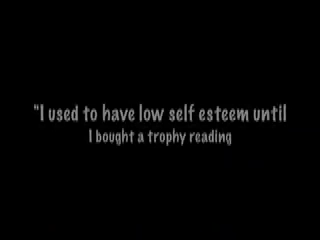 "I used to have low self esteem until
I bought a trophy reading